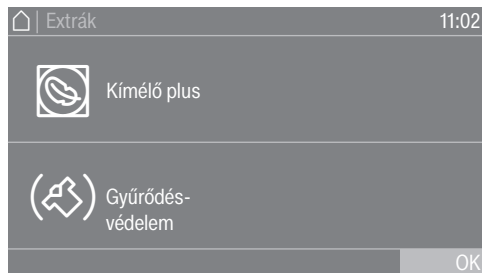 | Extrák 11:02
Kímélő plus
Gyűrődés-
védelem
OK